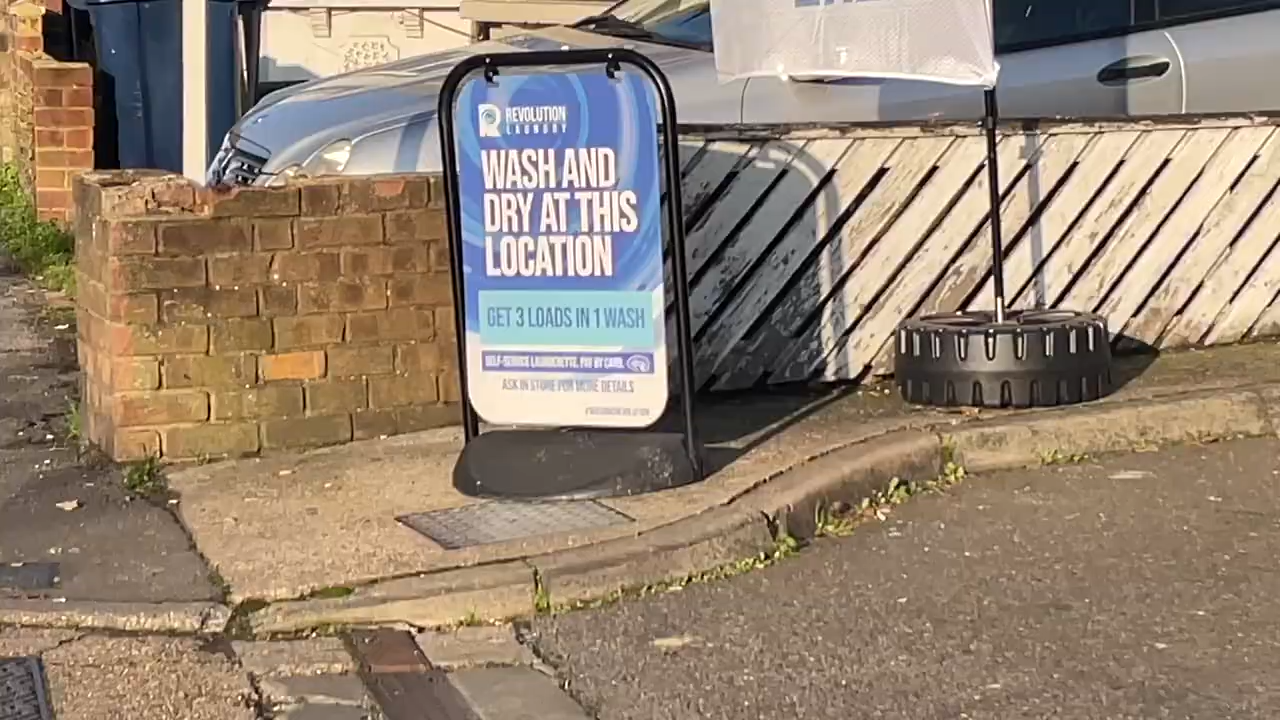 REVOLUTION
LAUNDRY
WASH AND
DRY AT THIS
LOCATION
GET 3 LOADS IN 1 WASH
SELF-SERVICE LAUNDRETTE. PAY BY CARD.
ASK IN STORE FOR MORE DETAILS